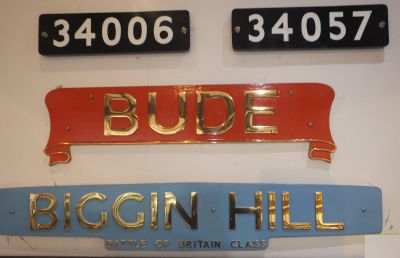 34006 34057
BUDE
BIGGIN HILL
BATTLE OF BRITAIN CLASS